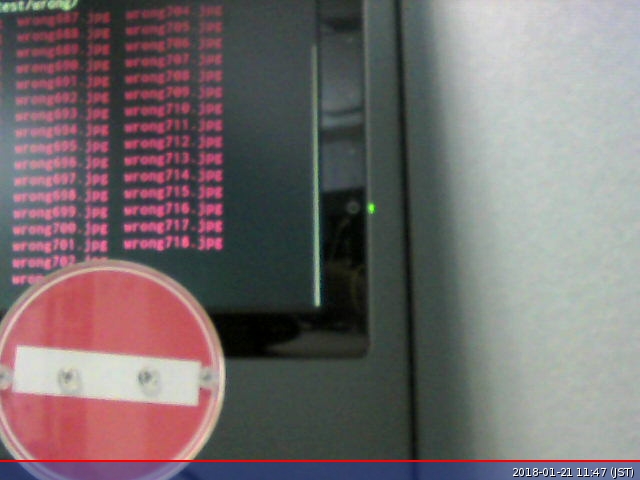 test/wrong)
wrong687.jpg wrong704.jpg
wrong688.jpg wrong705.jpg
wrong689.jpg wrong706.jpg
wrong690.jpg wrong707.jpg
wrong691.jpg wrong708.jpg
wrong692.jpg wrong709.jpg
wrong693.jpg wrong710.jpg
wrong694.jpg wrong711.jpg
wrong695.jpg wrong712.jpg
wrong696.jpg wrong713.jpg
wrong697.jpg wrong714.jpg
wrong698.jpg wrong715.jpg
wrong699.jpg wrong716.jpg
wrong700.jpg wrong717.jpg
wrong701.jpg wrong718.jpg
wrong702.jpg
2018-01-21 11:47 (JST)